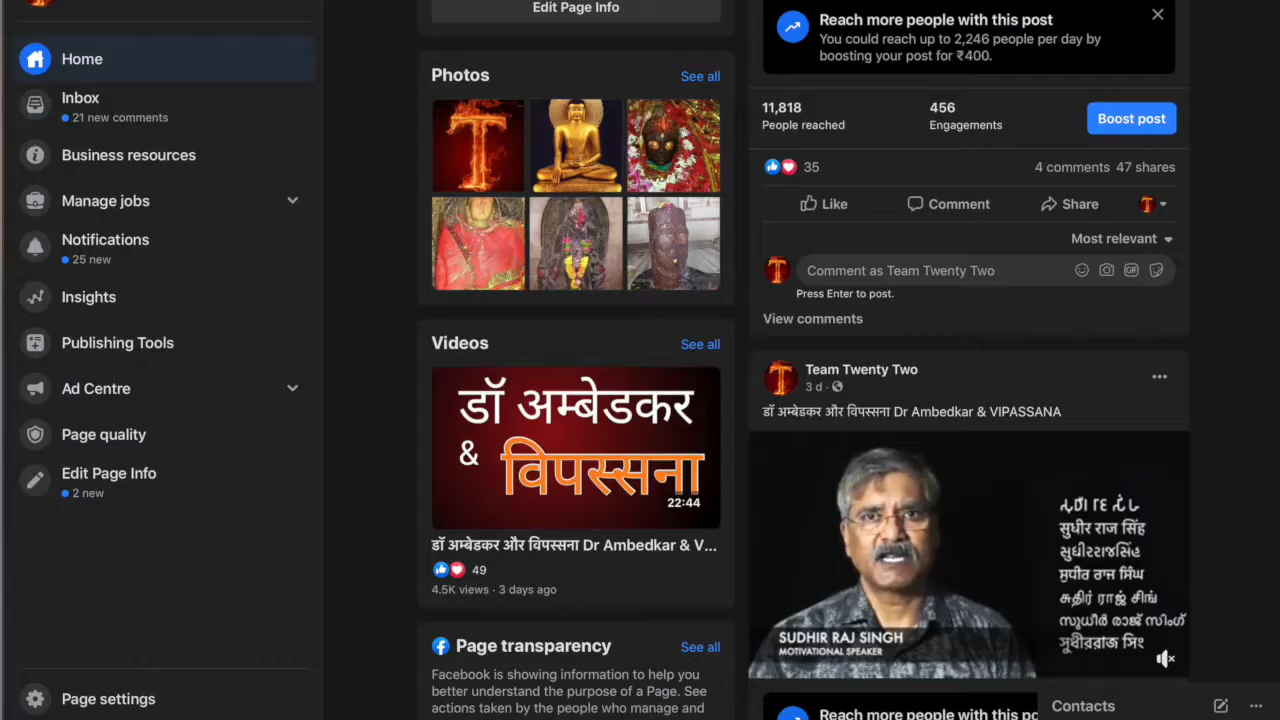 Home
Inbox
21 new comments
Business resources
Manage jobs
Notifications
25 new
Insights
Publishing Tools
Ad Centre
Page quality
Edit Page Info
2 new
Page settings
Edit Page Info
Photos
See all
T
Videos
See all
डॉ अम्बेडकर
&
विपस्सना
22:44
डॉ अम्बेडकर और विपस्सना Dr Ambedkar & V...
49
4.5K views · 3 days ago
Page transparency
See all
Facebook is showing information to help you
better understand the purpose of a Page. See
actions taken by the people who manage and
Reach more people with this post
You could reach up to 2,246 people per day by
boosting your post for ₹400.
11,818
People reached
456
Engagements
Boost post
35
4 comments 47 shares
Like
Comment
Share
Most relevant
Comment as Team Twenty Two
GIF
Press Enter to post.
View comments
Team Twenty Two
3 d ·
डॉ अम्बेडकर और विपस्सना Dr Ambedkar & VIPASSANA
सुधीर राज सिंह
સુધીરરાજસિંહ
ਸੁਧੀਰ ਰਾਜ ਸਿੰਘ
சுதிர் ராஜ் சிங்
സുധീർ രാജ് സിംഗ്
SUDHIR RAJ SINGH
MOTIVATIONAL SPEAKER
Reach more people with this po
Contacts